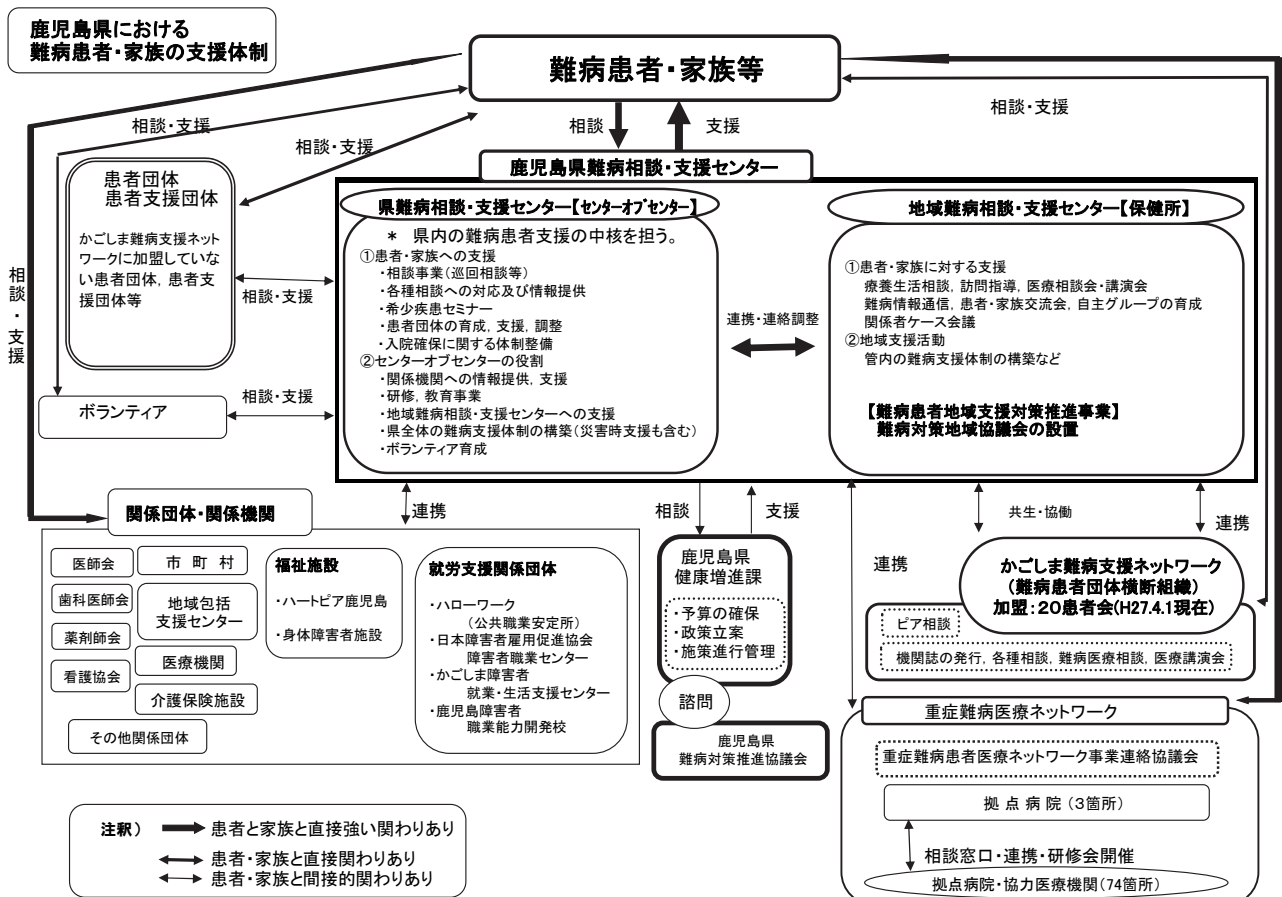 鹿児島県における
難病患者・家族の支援体制
難病患者・家族等
相談・支援
相談・支援
相談
支援
相談・支援
鹿児島県難病相談・支援センター
患者団体
患者支援団体
かごしま難病支援ネット
ワークに加盟していな
い患者団体，患者支
援団体等
相談・支援
相談・支援
ボランティア
相談・支援
県難病相談・支援センター【センターオブセンター】
＊ 県内の難病患者支援の中核を担う。
①患者・家族への支援
・相談事業（巡回相談等）
・各種相談への対応及び情報提供
・希少疾患セミナー
・患者団体の育成，支援，調整
・入院確保に関する体制整備
②センターオブセンターの役割
・関係機関への情報提供，支援
・研修，教育事業
・地域難病相談・支援センターへの支援
・県全体の難病支援体制の構築（災害時支援も含む）
・ボランティア育成
連携・連絡調整
地域難病相談・支援センター【保健所】
①患者・家族に対する支援
療養生活相談，訪問指導，医療相談会・講演会
難病情報通信，患者・家族交流会，自主グループの育成
関係者ケース会議
②地域支援活動
管内の難病支援体制の構築など
【難病患者地域支援対策推進事業】
難病対策地域協議会の設置
関係団体・関係機関
連携
医師会
歯科医師会
薬剤師会
看護協会
市 町 村
地域包括
支援センター
医療機関
介護保険施設
その他関係団体
福祉施設
・ハートピア鹿児島
・身体障害者施設
就労支援関係団体
・ハローワーク
（公共職業安定所）
・日本障害者雇用促進協会
障害者職業センター
・かごしま障害者
就業・生活支援センター
・鹿児島障害者
職業能力開発校
相談
支援
鹿児島県
健康増進課
・予算の確保
・政策立案
・施策進行管理
諮問
鹿児島県
難病対策推進協議会
連携
共生・協働
連携
かごしま難病支援ネットワーク
（難病患者団体横断組織）
加盟：２０患者会（H27.4.1現在）
ピア相談
機関誌の発行，各種相談，難病医療相談，医療講演会
重症難病医療ネットワーク
重症難病患者医療ネットワーク事業連絡協議会
拠 点 病 院 （３箇所）
相談窓口・連携・研修会開催
拠点病院・協力医療機関（74箇所）
注釈） 患者と家族と直接強い関わりあり
患者・家族と直接関わりあり
患者・家族と間接的関わりあり